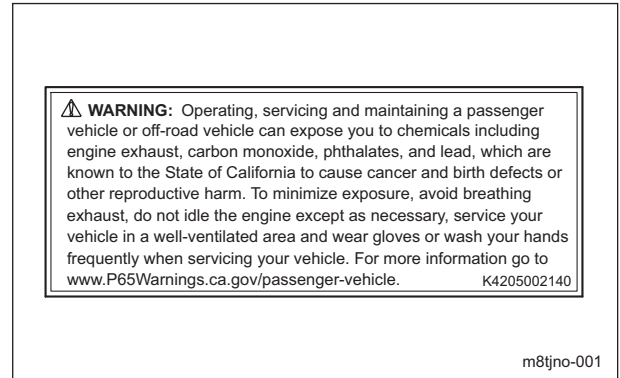 ⚠ WARNING: Operating, servicing and maintaining a passenger
vehicle or off-road vehicle can expose you to chemicals including
engine exhaust, carbon monoxide, phthalates, and lead, which are
known to the State of California to cause cancer and birth defects or
other reproductive harm. To minimize exposure, avoid breathing
exhaust, do not idle the engine except as necessary, service your
vehicle in a well-ventilated area and wear gloves or wash your hands
frequently when servicing your vehicle. For more information go to
www.P65Warnings.ca.gov/passenger-vehicle. K4205002140
m8tjno-001